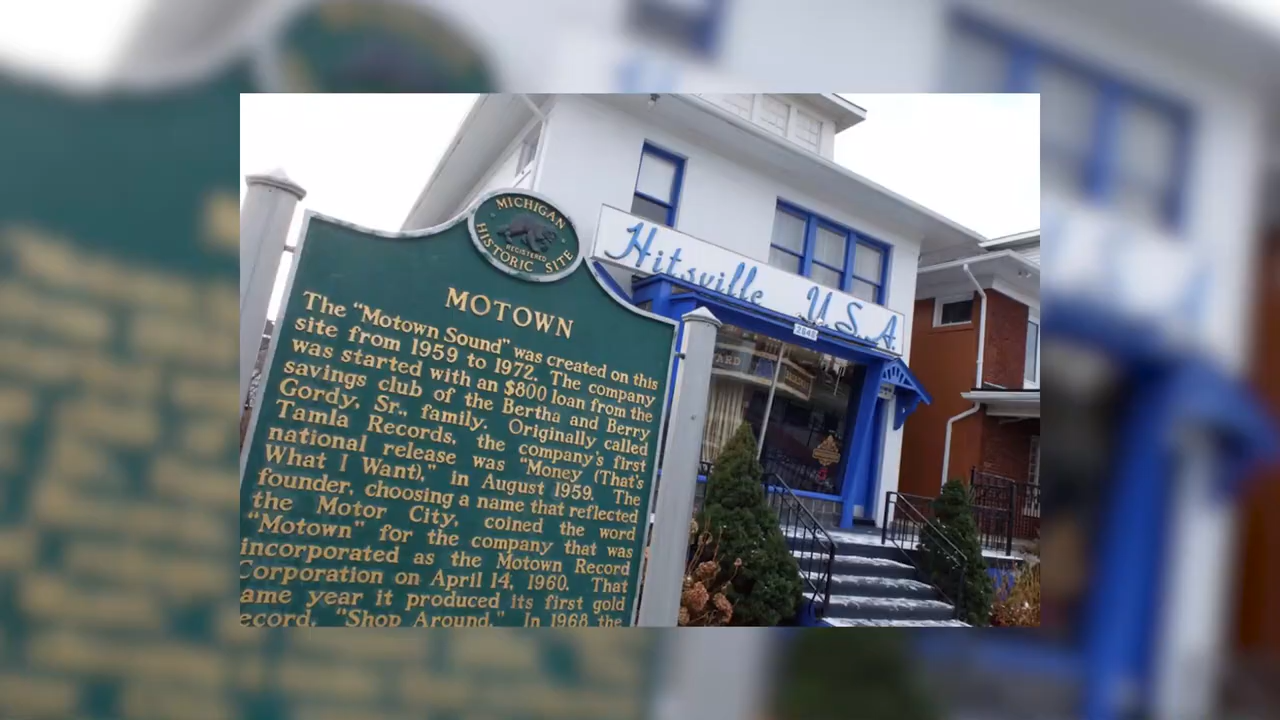 MICHIGAN
REGISTERED
HISTORIC SITE
MOTOWN
The "Motown Sound" was created on this
site from 1959 to 1972. The company
was started with an $800 loan from the
savings club of the Bertha and Berry
Gordy, Sr., family. Originally called
Tamla Records, the company's first
national release was "Money (That's
What I Want)," in August 1959. The
founder, choosing a name that reflected
the Motor City, coined the word
"Motown" for the company that was
incorporated as the Motown Record
Corporation on April 14, 1960. That
ame year it produced its first gold
ecord, "Shop Around." In 1968 the
Hitsville U.S.A.
2648